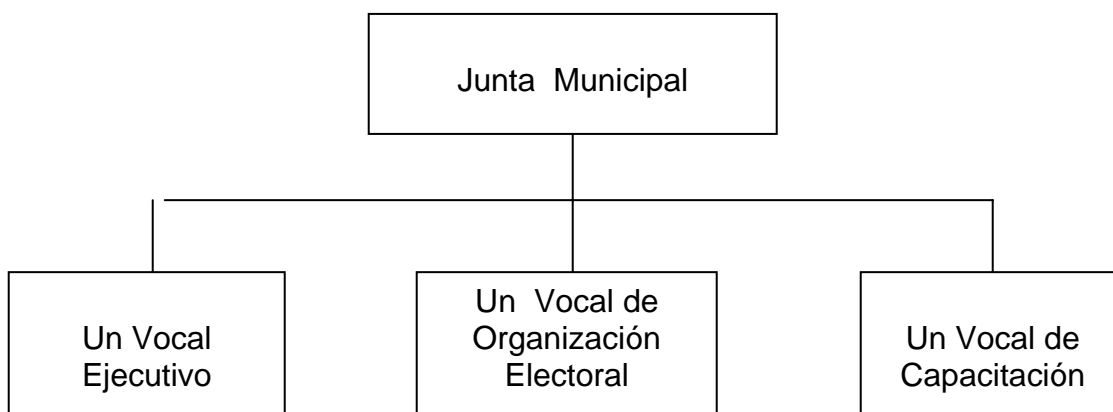 Junta Municipal
Un Vocal
Ejecutivo
Un Vocal de
Organización
Electoral
Un Vocal de
Capacitación